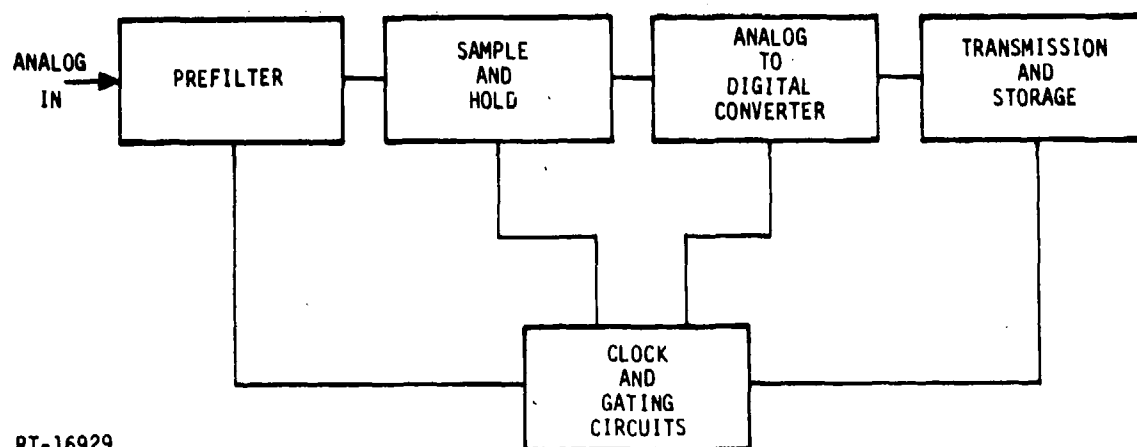 ANALOG
IN
PREFILTER
SAMPLE
AND
HOLD
ANALOG
TO
DIGITAL
CONVERTER
TRANSMISSION
AND
STORAGE
CLOCK
AND
GATING
CIRCUITS
RT-16929